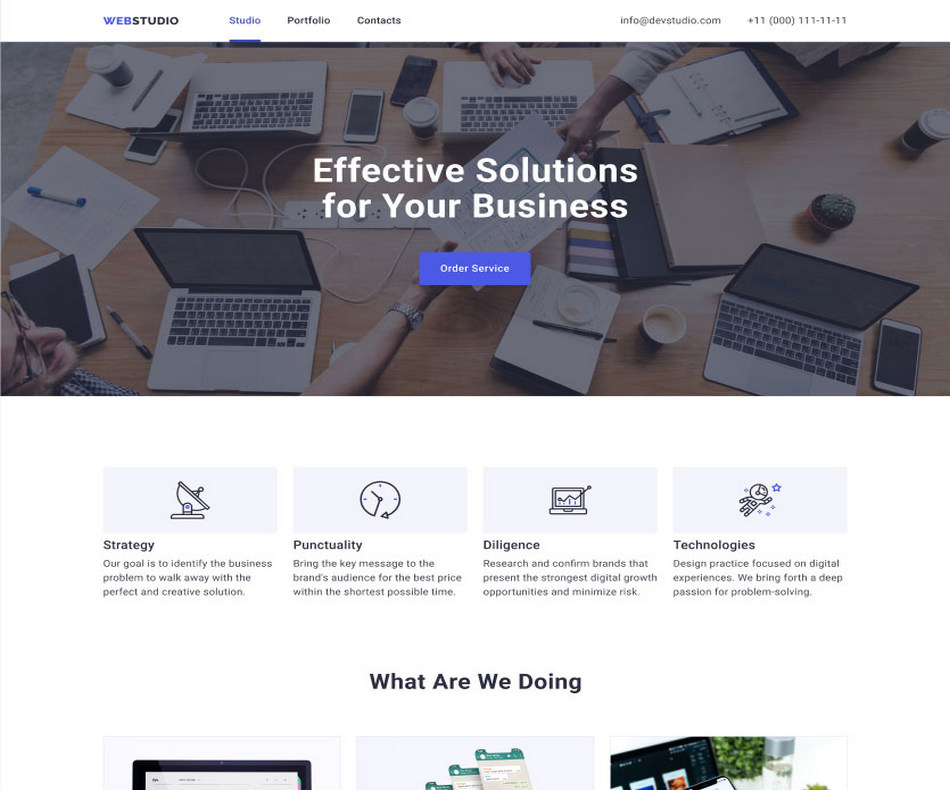 WEBSTUDIO
Studio
Portfolio
Contacts
info@devstudio.com
+11 (000) 111-11-11
Effective Solutions
for Your Business
Order Service
Strategy
Our goal is to identify the business
problem to walk away with the
perfect and creative solution.
Punctuality
Bring the key message to the
brand's audience for the best price
within the shortest possible time.
Diligence
Research and confirm brands that
present the strongest digital growth
opportunities and minimize risk.
Technologies
Design practice focused on digital
experiences. We bring forth a deep
passion for problem-solving.
What Are We Doing